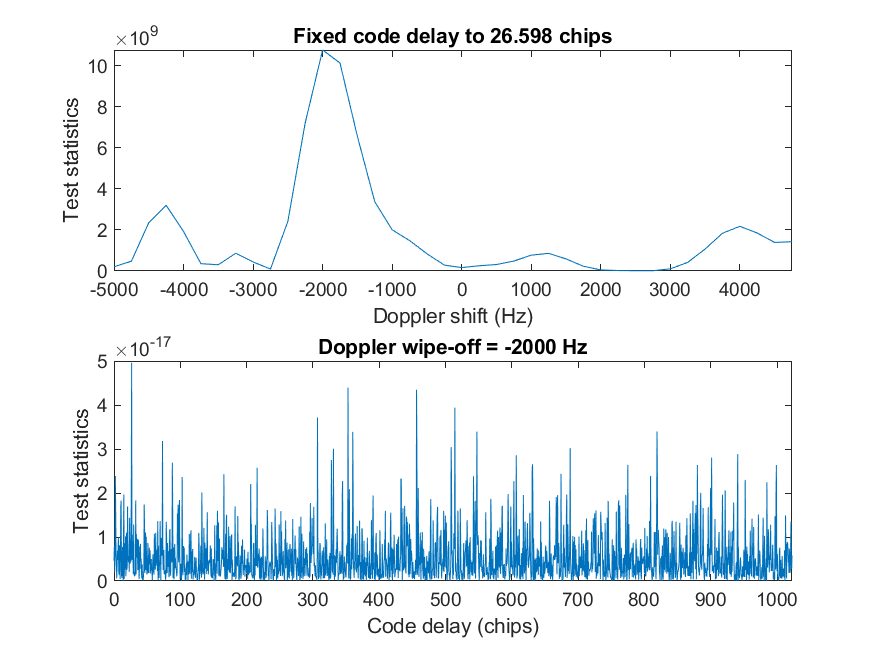 ×10^9
Fixed code delay to 26.598 chips
10
8
6
4
2
0
Test statistics
-5000 -4000 -3000 -2000 -1000 0 1000 2000 3000 4000
Doppler shift (Hz)
×10^-17
Doppler wipe-off = -2000 Hz
5
4
3
2
1
0
Test statistics
0 100 200 300 400 500 600 700 800 900 1000
Code delay (chips)